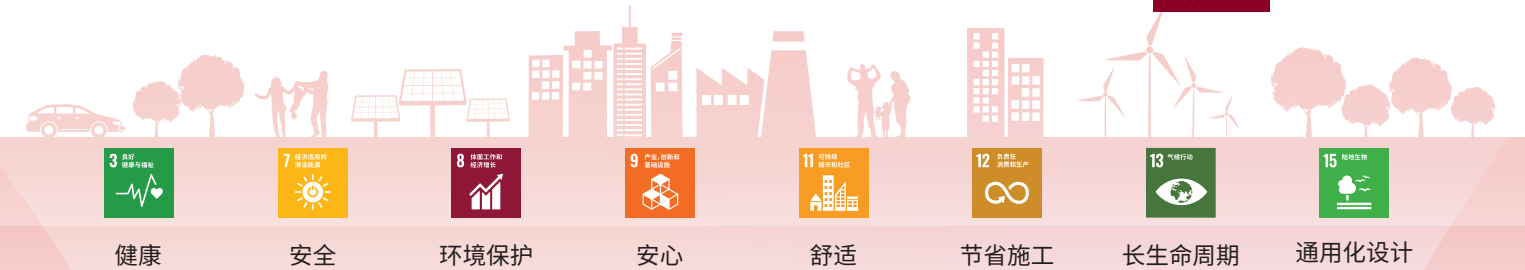 3 良好
健康与福祉
7 经济适用的
清洁能源
8 体面工作和
经济增长
9 产业、创新和
基础设施
11 可持续
城市和社区
12 负责任
消费和生产
13 气候行动
15 陆地生物
健康
安全
环境保护
安心
舒适
节省施工
长生命周期
通用化设计